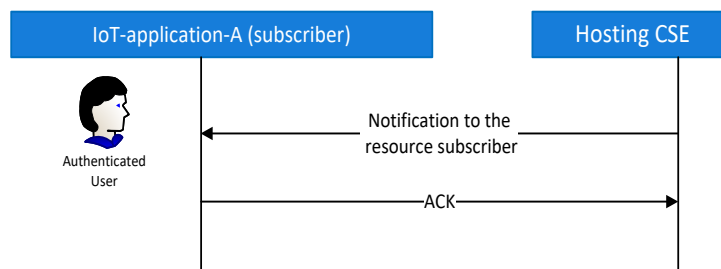 IoT-application-A (subscriber)
Hosting CSE
Notification to the
resource subscriber
Authenticated
User
ACK